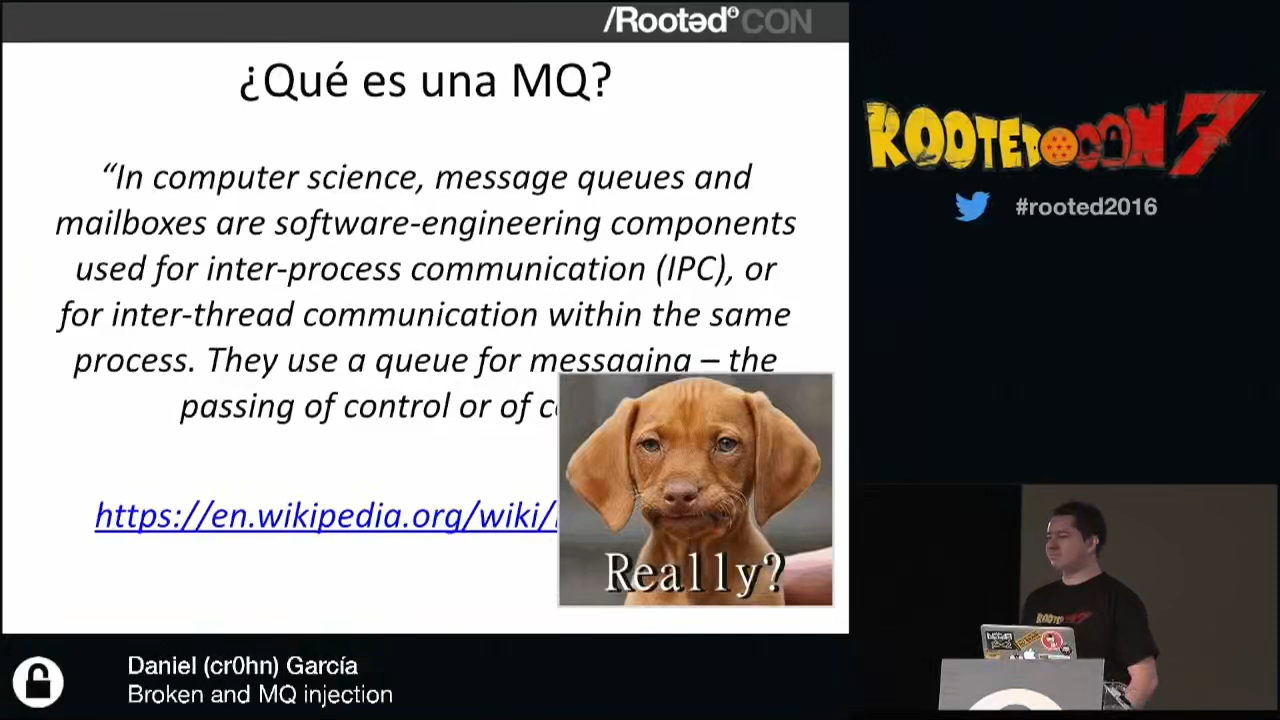 /Rootəd CON
¿Qué es una MQ?
“In computer science, message queues and
mailboxes are software-engineering components
used for inter-process communication (IPC), or
for inter-thread communication within the same
process. They use a queue for messaging – the
passing of control or of
https://en.wikipedia.org/wiki/
Really?
ROOTED CON 7
#rooted2016
Daniel (cr0hn) García
Broken and MQ injection